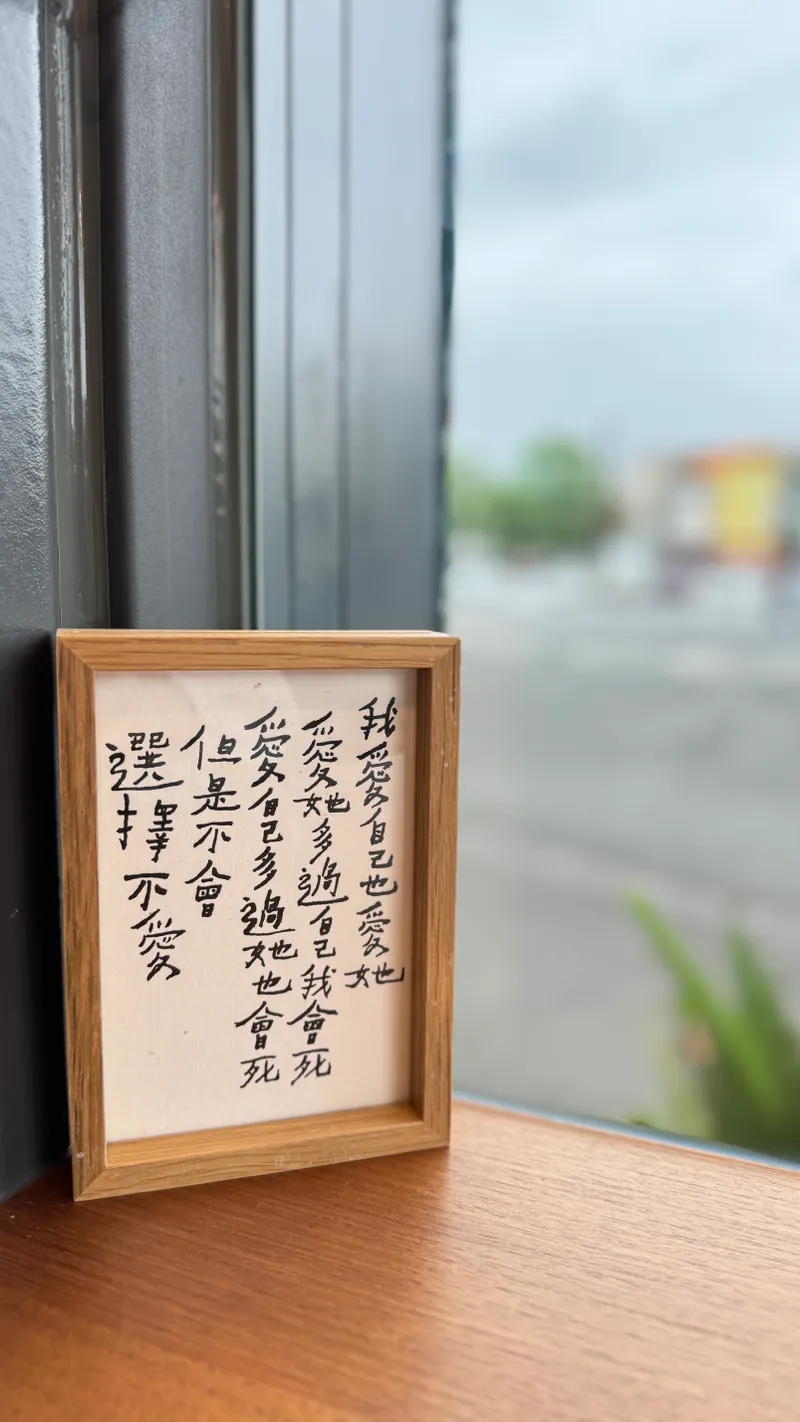 我愛自己也愛她
愛她多過自己我會死
愛自己多過她也會死
但是不會
選擇不愛